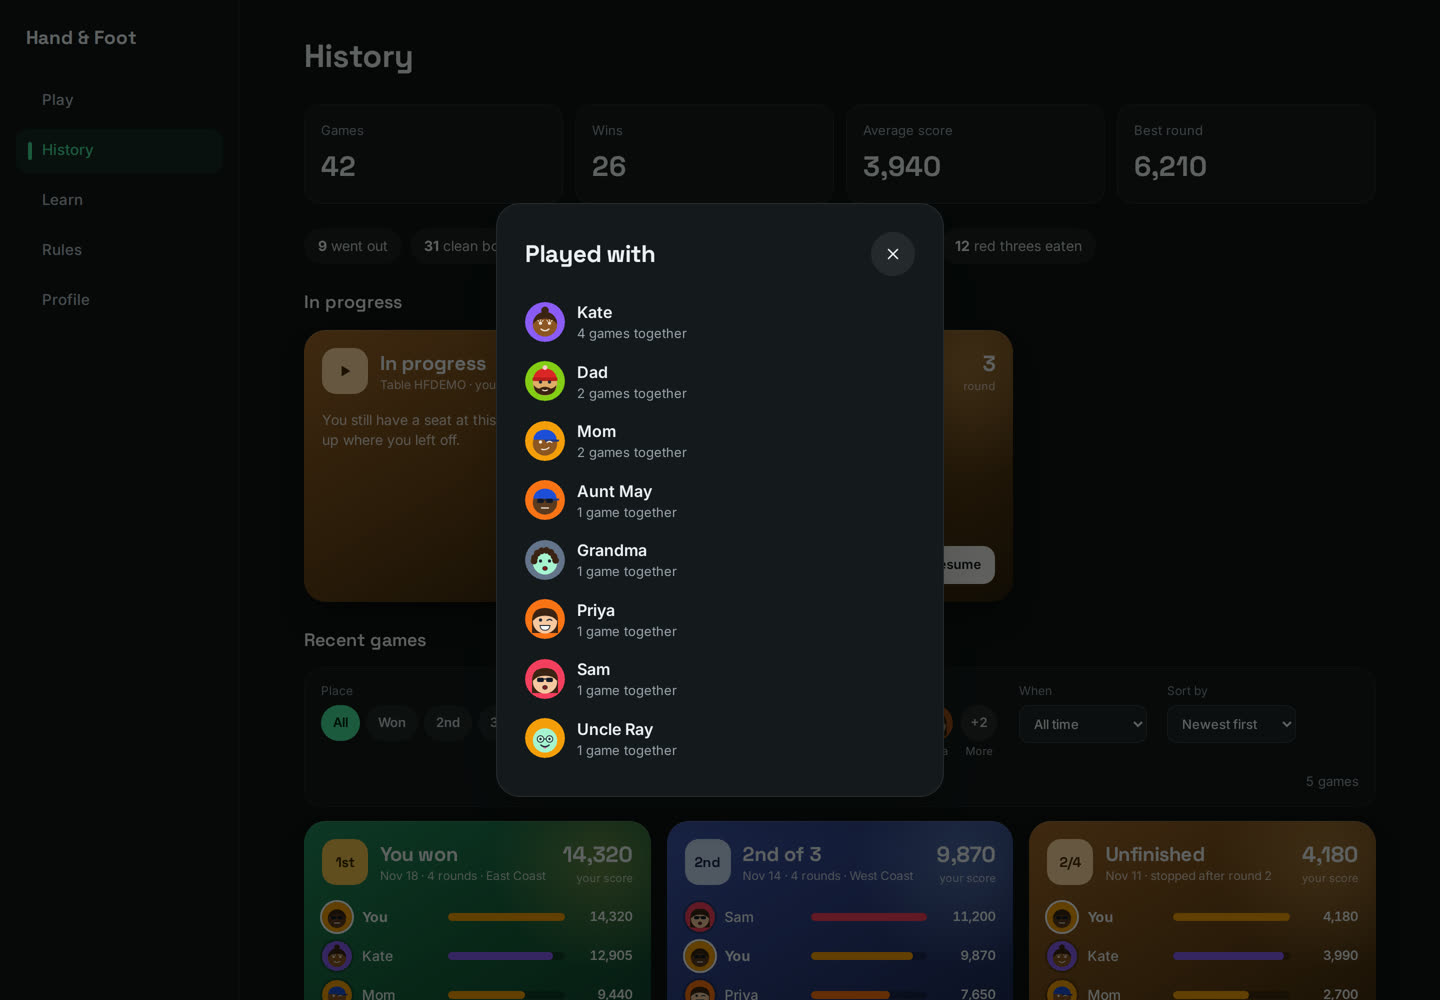 Hand & Foot
Play
History
Learn
Rules
Profile
History
Games
42
Wins
26
Average score
3,940
Best round
6,210
9 went out
31 clean
12 red threes eaten
In progress
In progress
Table HFDEMO · you
3
round
You still have a seat at this
up where you left off.
Played with
Kate
4 games together
Dad
2 games together
Mom
2 games together
Aunt May
1 game together
Grandma
1 game together
Priya
1 game together
Sam
1 game together
Uncle Ray
1 game together
Recent games
Place
All
Won
2nd
+2
More
When
All time
Sort by
Newest first
5 games
1st
You won
Nov 18 · 4 rounds · East Coast
14,320
your score
You
14,320
Kate
12,905
Mom
9,440
2nd
2nd of 3
Nov 14 · 4 rounds · West Coast
9,870
your score
Sam
11,200
You
9,870
Priya
7,650
2/4
Unfinished
Nov 11 · stopped after round 2
4,180
your score
You
4,180
Kate
3,990
Mom
2,700